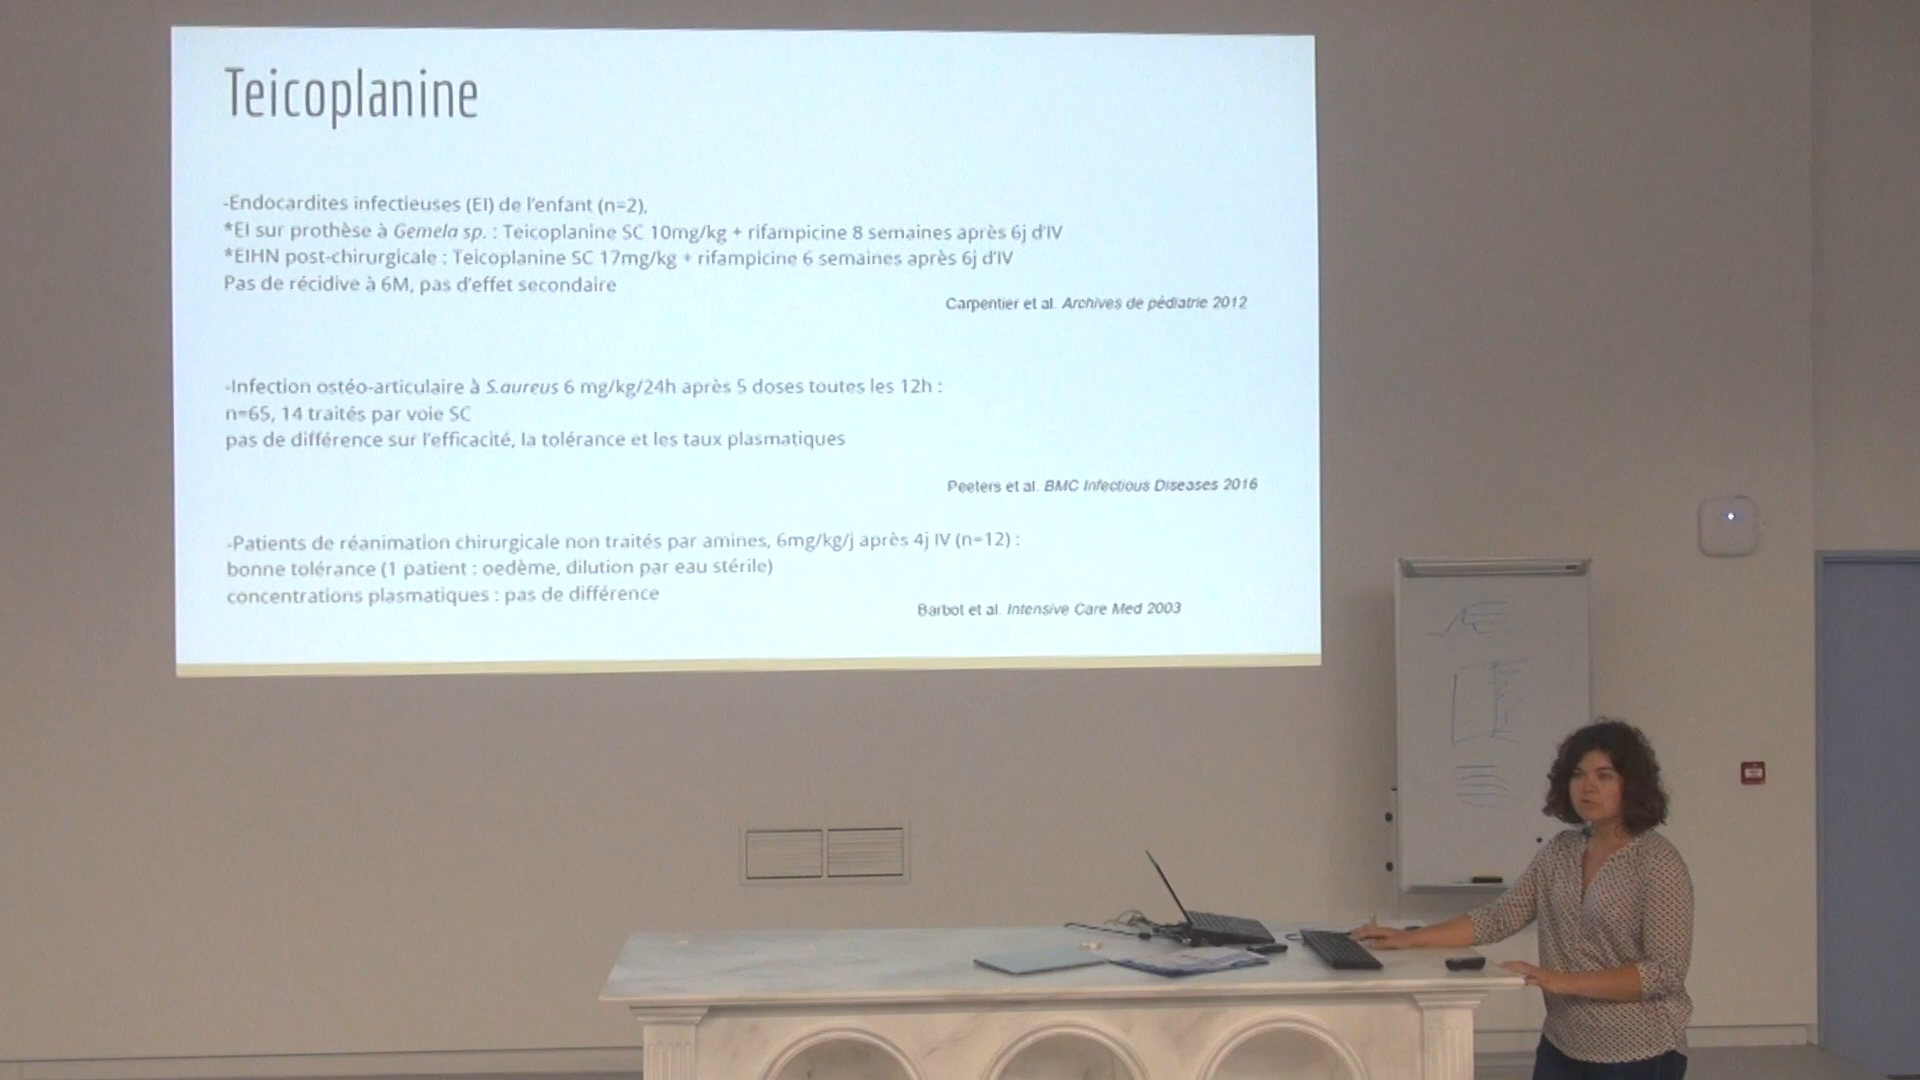 Teicoplanine
-Endocardites infectieuses (EI) de l'enfant (n=2),
*EI sur prothèse à Gemela sp. : Teicoplanine SC 10mg/kg + rifampicine 8 semaines après 6j d'IV
*EIHN post-chirurgicale : Teicoplanine SC 17mg/kg + rifampicine 6 semaines après 6j d'IV
Pas de récidive à 6M, pas d'effet secondaire
Carpentier et al. Archives de pédiatrie 2012
-Infection ostéo-articulaire à S.aureus 6 mg/kg/24h après 5 doses toutes les 12h :
n=65, 14 traités par voie SC
pas de différence sur l'efficacité, la tolérance et les taux plasmatiques
Peeters et al. BMC Infectious Diseases 2016
-Patients de réanimation chirurgicale non traités par amines, 6mg/kg/j après 4j IV (n=12) :
bonne tolérance (1 patient : oedème, dilution par eau stérile)
concentrations plasmatiques : pas de différence
Barbot et al. Intensive Care Med 2003